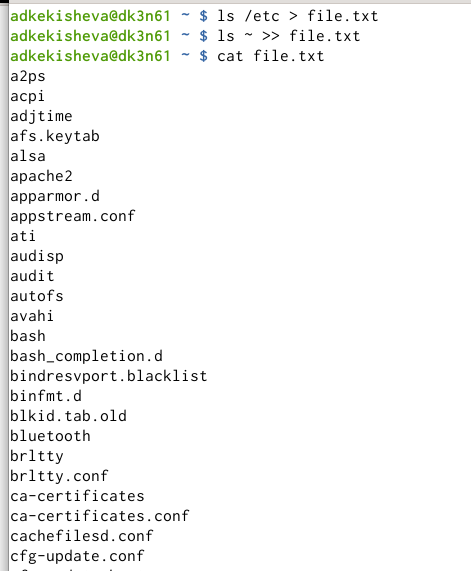 adkekisheva@dk3n61 ~ $ ls /etc > file.txt
adkekisheva@dk3n61 ~ $ ls ~ >> file.txt
adkekisheva@dk3n61 ~ $ cat file.txt
a2ps
acpi
adjtime
afs.keytab
alsa
apache2
apparmor.d
appstream.conf
ati
audisp
audit
autofs
avahi
bash
bash_completion.d
bindresvport.blacklist
binfmt.d
blkid.tab.old
bluetooth
brltty
brltty.conf
ca-certificates
ca-certificates.conf
cachefilesd.conf
cfg-update.conf